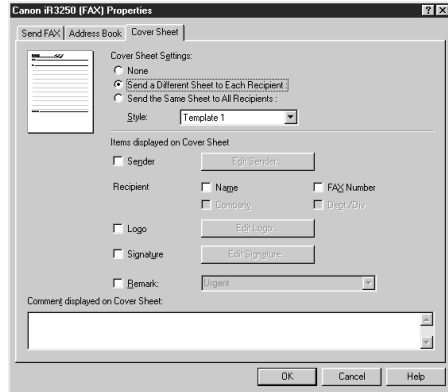 Canon iR3250 (FAX) Properties
Send FAX Address Book Cover Sheet
Cover Sheet Settings:
None
Send a Different Sheet to Each Recipient :
Send the Same Sheet to All Recipients :
Style: Template 1
Items displayed on Cover Sheet
Sender Edit Sender...
Recipient Name FAX Number
Company Dept./Div
Logo Edit Logo...
Signature Edit Signature...
Remark: Urgent
Comment displayed on Cover Sheet:
OK Cancel Help